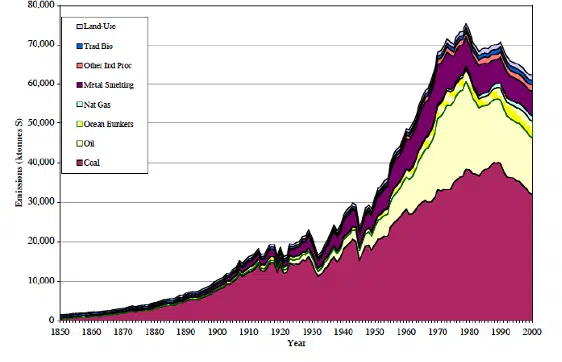 80,000
70,000
60,000
50,000
40,000
30,000
20,000
10,000
0
Emissions (ktonnes S)
Land-Use
Trad Bio
Other Ind Proc
Metal Smelting
Nat Gas
Ocean Bunkers
Oil
Coal
1850 1860 1870 1880 1890 1900 1910 1920 1930 1940 1950 1960 1970 1980 1990 2000
Year